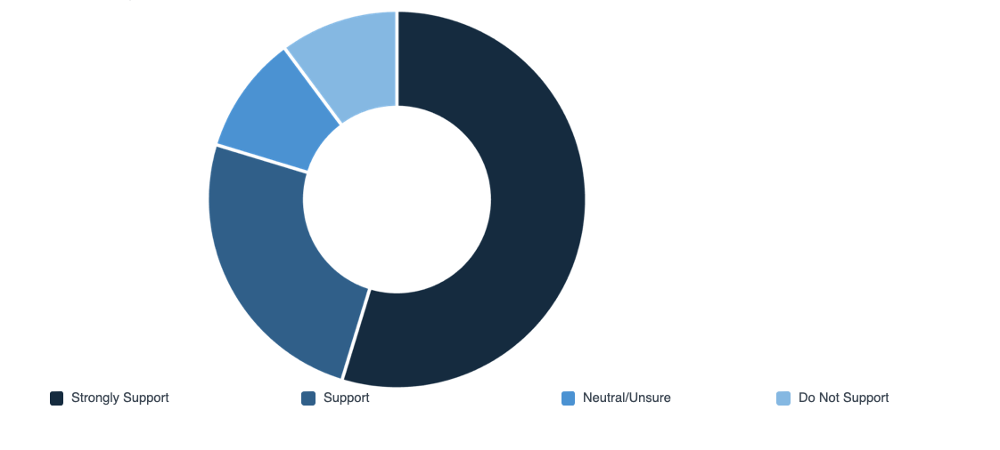 Strongly Support
Support
Neutral/Unsure
Do Not Support